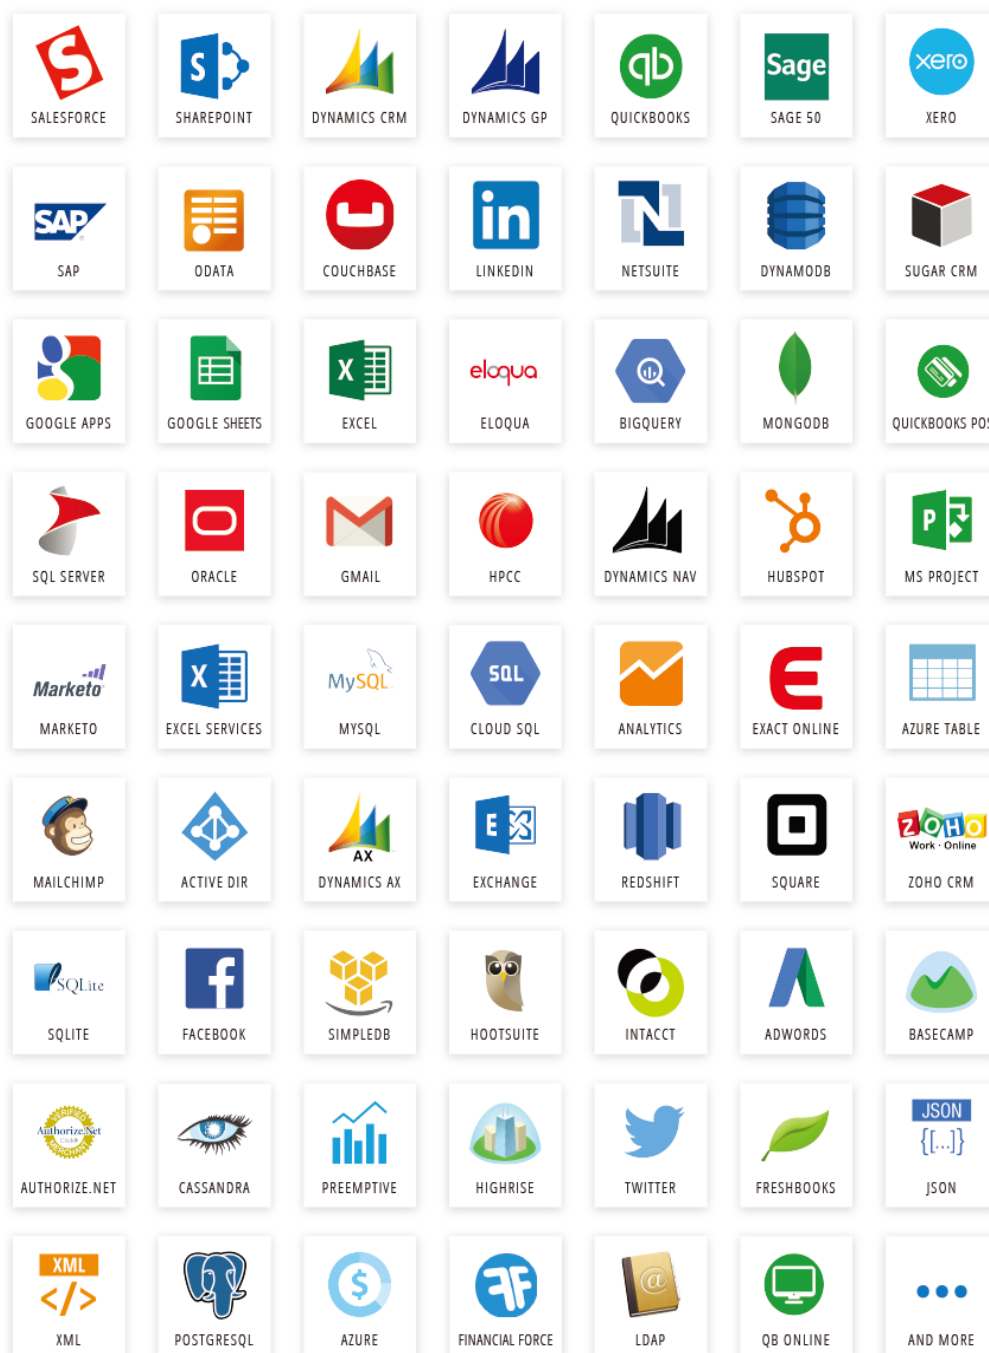 S
S
qb
Sage
xero
SALESFORCE
SHAREPOINT
DYNAMICS CRM
DYNAMICS GP
QUICKBOOKS
SAGE 50
XERO
SAP
in
N
SAP
ODATA
COUCHBASE
LINKEDIN
NETSUITE
DYNAMODB
SUGAR CRM
X
eloqua
GOOGLE APPS
GOOGLE SHEETS
EXCEL
ELOQUA
BIGQUERY
MONGODB
QUICKBOOKS POS
P
SQL SERVER
ORACLE
GMAIL
HPCC
DYNAMICS NAV
HUBSPOT
MS PROJECT
Marketo
X
MySQL
SQL
MARKETO
EXCEL SERVICES
MYSQL
CLOUD SQL
ANALYTICS
EXACT ONLINE
AZURE TABLE
AX
E
ZOHO
Work · Online
MAILCHIMP
ACTIVE DIR
DYNAMICS AX
EXCHANGE
REDSHIFT
SQUARE
ZOHO CRM
SQLite
f
SQLITE
FACEBOOK
SIMPLEDB
HOOTSUITE
INTACCT
ADWORDS
BASECAMP
VERIFIED
Authorize.Net
Click
MERCHANT
JSON
{[...]}
AUTHORIZE.NET
CASSANDRA
PREEMPTIVE
HIGHRISE
TWITTER
FRESHBOOKS
JSON
XML
</>
$
FF
@
XML
POSTGRESQL
AZURE
FINANCIAL FORCE
LDAP
QB ONLINE
AND MORE